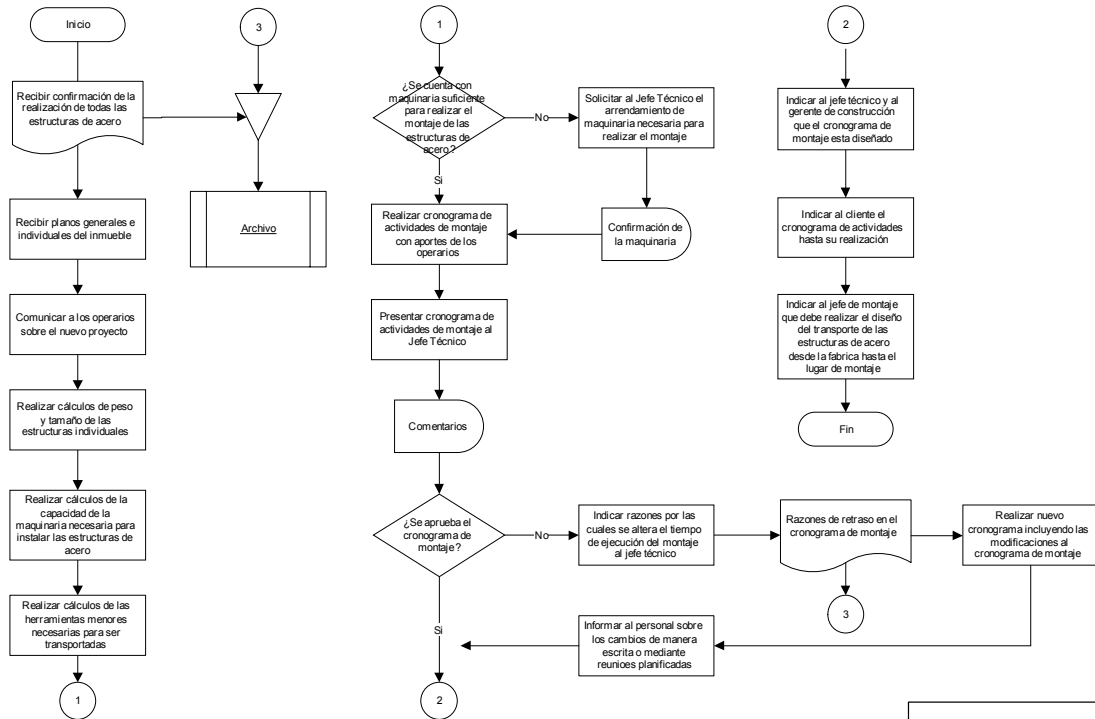 Inicio
Recibir confirmación de la
realización de todas las
estructuras de acero
Recibir planos generales e
individuales del inmueble
Comunicar a los operarios
sobre el nuevo proyecto
Realizar cálculos de peso
y tamaño de las
estructuras individuales
Realizar cálculos de la
capacidad de la
maquinaria necesaria para
instalar las estructuras de
acero
Realizar cálculos de las
herramientas menores
necesarias para ser
transportadas
1
3
Archivo
1
¿Se cuenta con
maquinaria suficiente
para realizar el
montaje de las
estructuras de
acero.?
No
Solicitar al Jefe Técnico el
arrendamiento de
maquinaria necesaria para
realizar el montaje
Si
Confirmación de
la maquinaria
Realizar cronograma de
actividades de montaje
con aportes de los
operarios
Presentar cronograma de
actividades de montaje al
Jefe Técnico
Comentarios
¿Se aprueba el
cronograma de
montaje?
No
Indicar razones por las
cuales se altera el tiempo
de ejecución del montaje
al jefe técnico
Razones de retraso en el
cronograma de montaje
3
Realizar nuevo
cronograma incluyendo las
modificaciones al
cronograma de montaje
Informar al personal sobre
los cambios de manera
escrita o mediante
reunioes planificadas
Si
2
2
Indicar al jefe técnico y al
gerente de construcción
que el cronograma de
montaje esta diseñado
Indicar al cliente el
cronograma de actividades
hasta su realización
Indicar al jefe de montaje
que debe realizar el diseño
del transporte de las
estructuras de acero
desde la fabrica hasta el
lugar de montaje
Fin